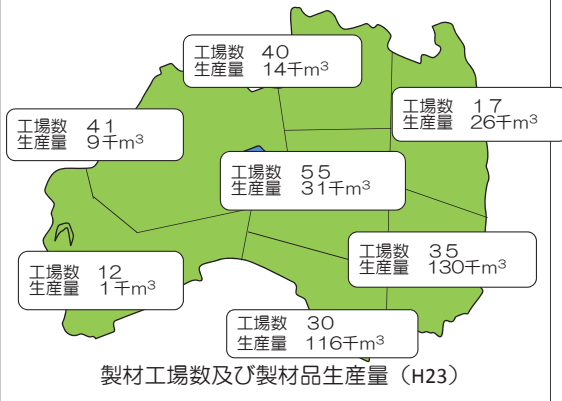 工場数 40
生産量 14千m³
工場数 17
生産量 26千m³
工場数 41
生産量 9千m³
工場数 55
生産量 31千m³
工場数 35
生産量 130千m³
工場数 12
生産量 1千m³
工場数 30
生産量 116千m³
製材工場数及び製材品生産量（H23）